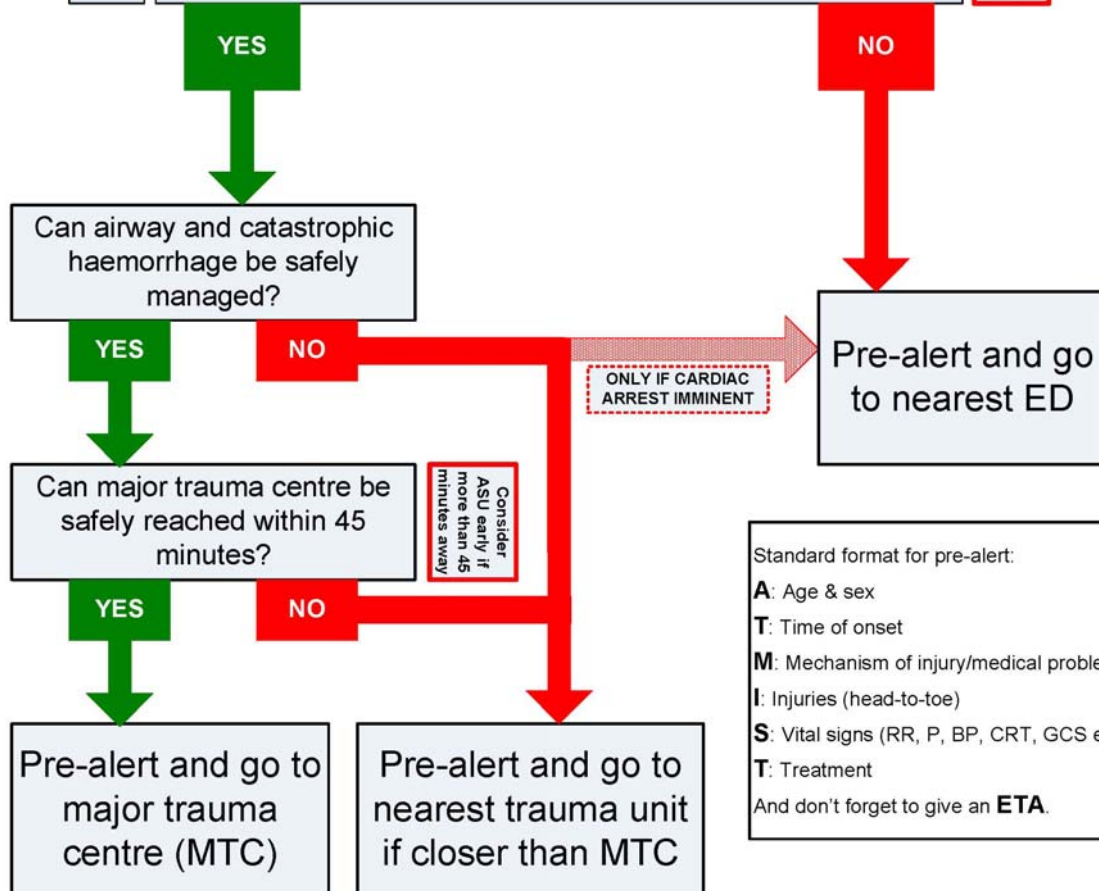 YES
NO
Can airway and catastrophic
haemorrhage be safely
managed?
YES
NO
ONLY IF CARDIAC
ARREST IMMINENT
Pre-alert and go
to nearest ED
Can major trauma centre be
safely reached within 45
minutes?
Consider
ASU early if
more than 45
minutes away
YES
NO
Pre-alert and go to
major trauma
centre (MTC)
Pre-alert and go to
nearest trauma unit
if closer than MTC
Standard format for pre-alert:
A: Age & sex
T: Time of onset
M: Mechanism of injury/medical proble
I: Injuries (head-to-toe)
S: Vital signs (RR, P, BP, CRT, GCS e
T: Treatment
And don't forget to give an ETA.